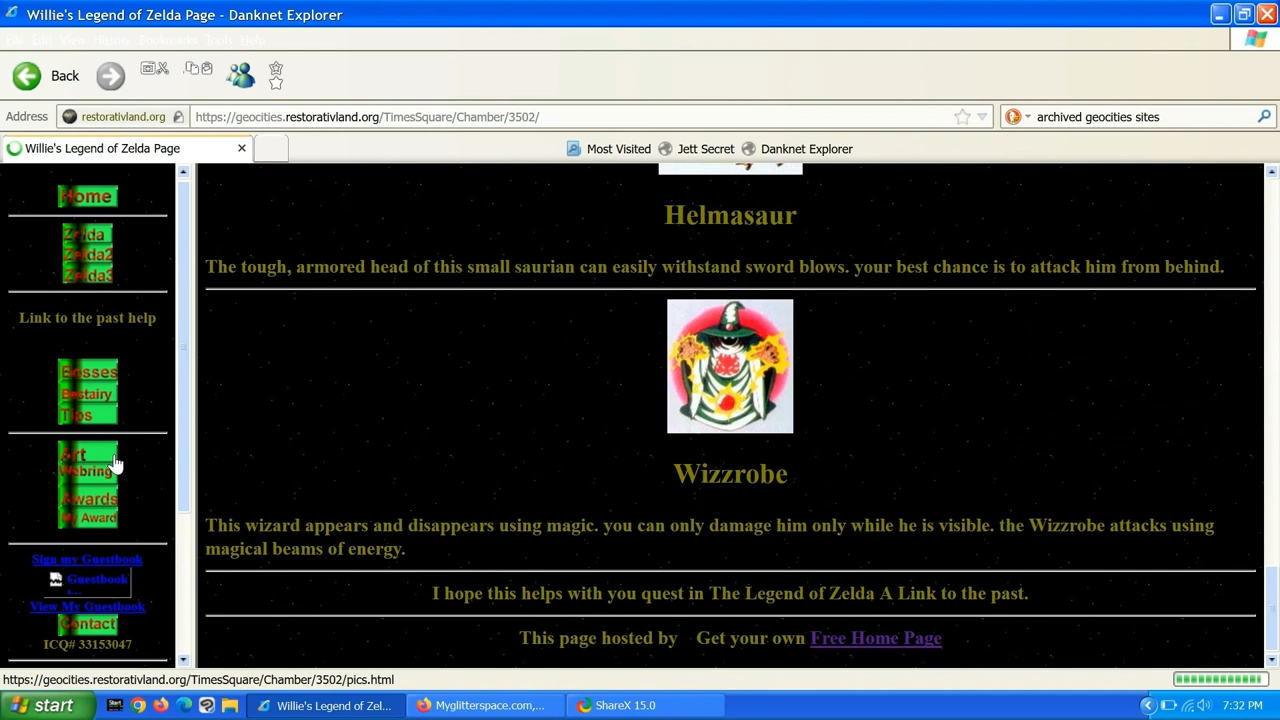 Willie's Legend of Zelda Page - Danknet Explorer
File Edit View History Bookmarks Tools Help
Back
Address restorativland.org https://geocities.restorativland.org/TimesSquare/Chamber/3502/ archived geocities sites
Willie's Legend of Zelda Page Most Visited Jett Secret Danknet Explorer
Home
Zelda
Zelda2
Zelda3
Link to the past help
Bosses
Bestairy
Tips
Art
Webring
Awards
My Award
Sign my Guestbook
Guestbook
...
View My Guestbook
Contact
ICQ# 33153047
Helmasaur
The tough, armored head of this small saurian can easily withstand sword blows. your best chance is to attack him from behind.
Wizzrobe
This wizard appears and disappears using magic. you can only damage him only while he is visible. the Wizzrobe attacks using
magical beams of energy.
I hope this helps with you quest in The Legend of Zelda A Link to the past.
This page hosted by Get your own Free Home Page
https://geocities.restorativland.org/TimesSquare/Chamber/3502/pics.html
start Willie's Legend of Zel... Myglitterspace.com,... ShareX 15.0 7:32 PM